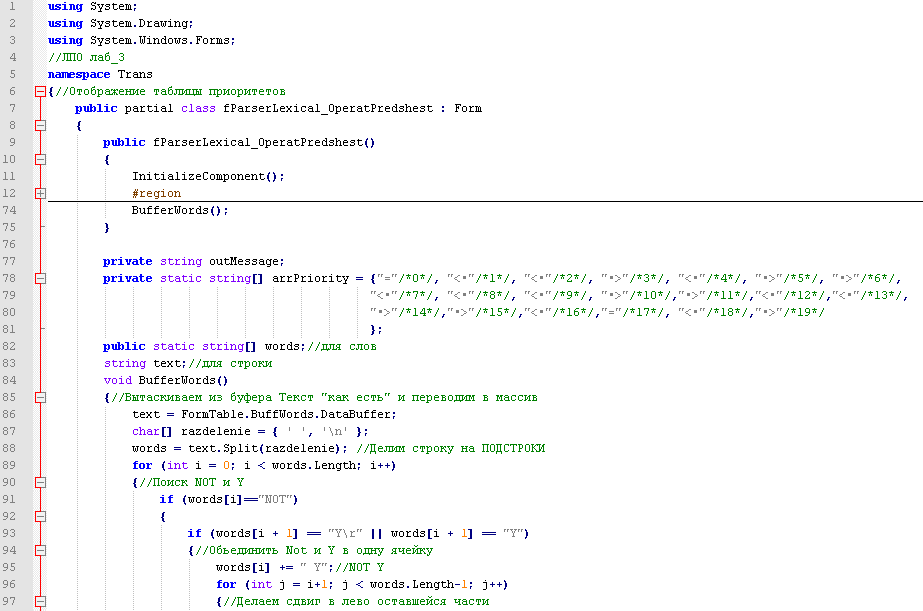 1 using System;
2 using System.Drawing;
3 using System.Windows.Forms;
4 //ЛПО лаб_3
5 namespace Trans
6 {//Отображение таблицы приоритетов
7 public partial class fParserLexical_OperatPredshest : Form
8 {
9 public fParserLexical_OperatPredshest()
10 {
11 InitializeComponent();
12 #region
74 BufferWords();
75 }
76
77 private string outMessage;
78 private static string[] arrPriority = {"="/*0*/, "<•"/*1*/, "<•"/*2*/, "•>"/*3*/, "<•"/*4*/, "•>"/*5*/, "•>"/*6*/,
79 "<•"/*7*/, "<•"/*8*/, "<•"/*9*/, "•>"/*10*/,"•>"/*11*/,"<•"/*12*/,"<•"/*13*/,
80 "•>"/*14*/,"•>"/*15*/,"<•"/*16*/,"="/*17*/, "<•"/*18*/,"•>"/*19*/
81 };
82 public static string[] words;//для слов
83 string text;//для строки
84 void BufferWords()
85 {//Вытаскиваем из буфера Текст "как есть" и переводим в массив
86 text = FormTable.BuffWords.DataBuffer;
87 char[] razdelenie = { ' ', '\n' };
88 words = text.Split(razdelenie); //Делим строку на ПОДСТРОКИ
89 for (int i = 0; i < words.Length; i++)
90 {//Поиск NOT и Y
91 if (words[i]=="NOT")
92 {
93 if (words[i + 1] == "Y\r" || words[i + 1] == "Y")
94 {//Обьединить Not и Y в одну ячейку
95 words[i] += " Y";//NOT Y
96 for (int j = i+1; j < words.Length-1; j++)
97 {//Делаем сдвиг в лево оставшейся части